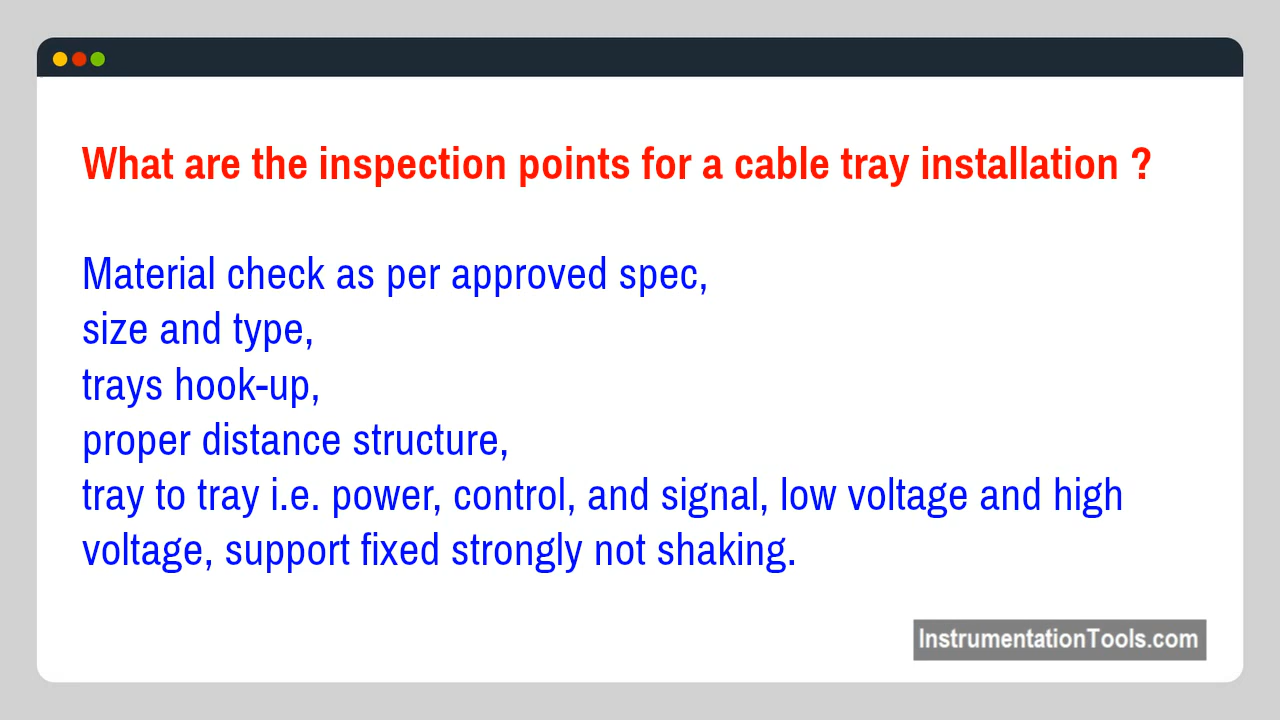 What are the inspection points for a cable tray installation ?
Material check as per approved spec,
size and type,
trays hook-up,
proper distance structure,
tray to tray i.e. power, control, and signal, low voltage and high
voltage, support fixed strongly not shaking.
InstrumentationTools.com